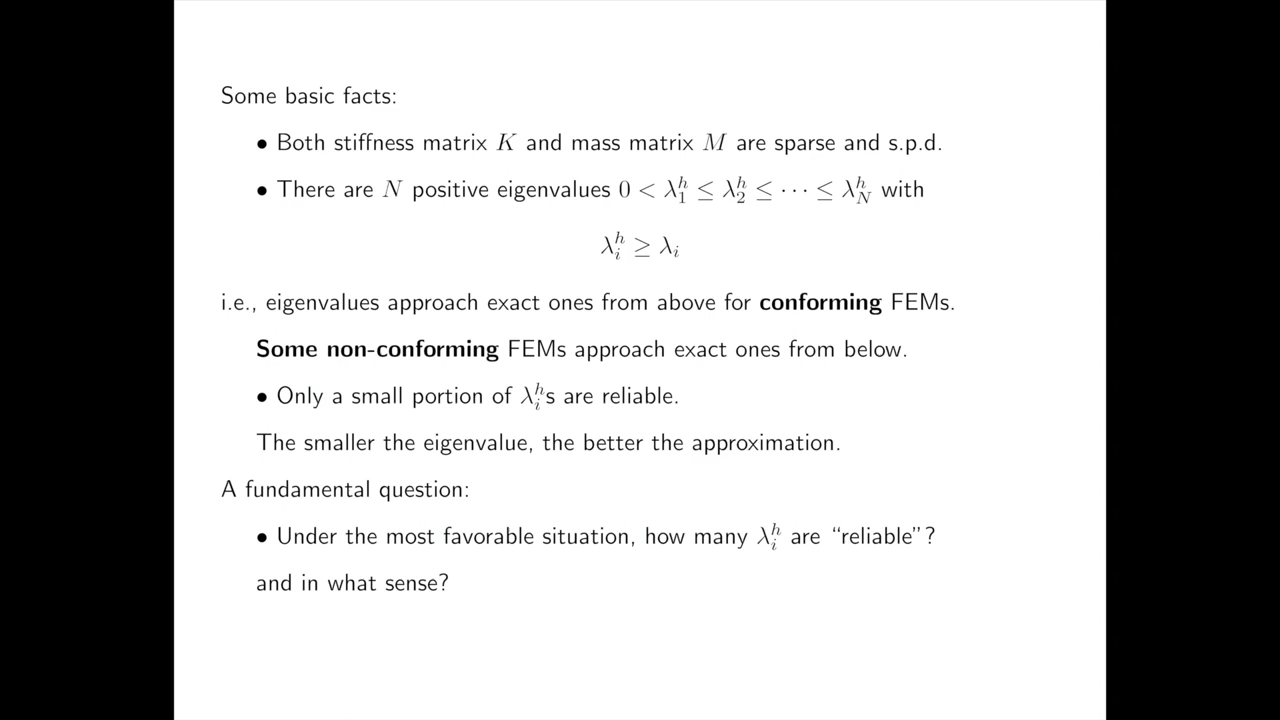 Some basic facts:
• Both stiffness matrix K and mass matrix M are sparse and s.p.d.
• There are N positive eigenvalues 0 < λ₁ʰ ≤ λ₂ʰ ≤ ⋯ ≤ λ_Nʰ with
λᵢʰ ≥ λᵢ
i.e., eigenvalues approach exact ones from above for conforming FEMs.
Some non-conforming FEMs approach exact ones from below.
• Only a small portion of λᵢʰs are reliable.
The smaller the eigenvalue, the better the approximation.
A fundamental question:
• Under the most favorable situation, how many λᵢʰ are “reliable”?
and in what sense?